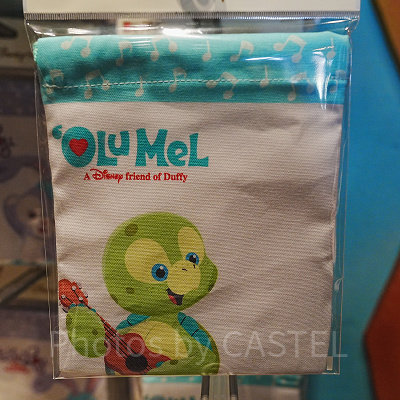 'OLU MEL
A Disney friend of Duffy
Photos by CASTEL